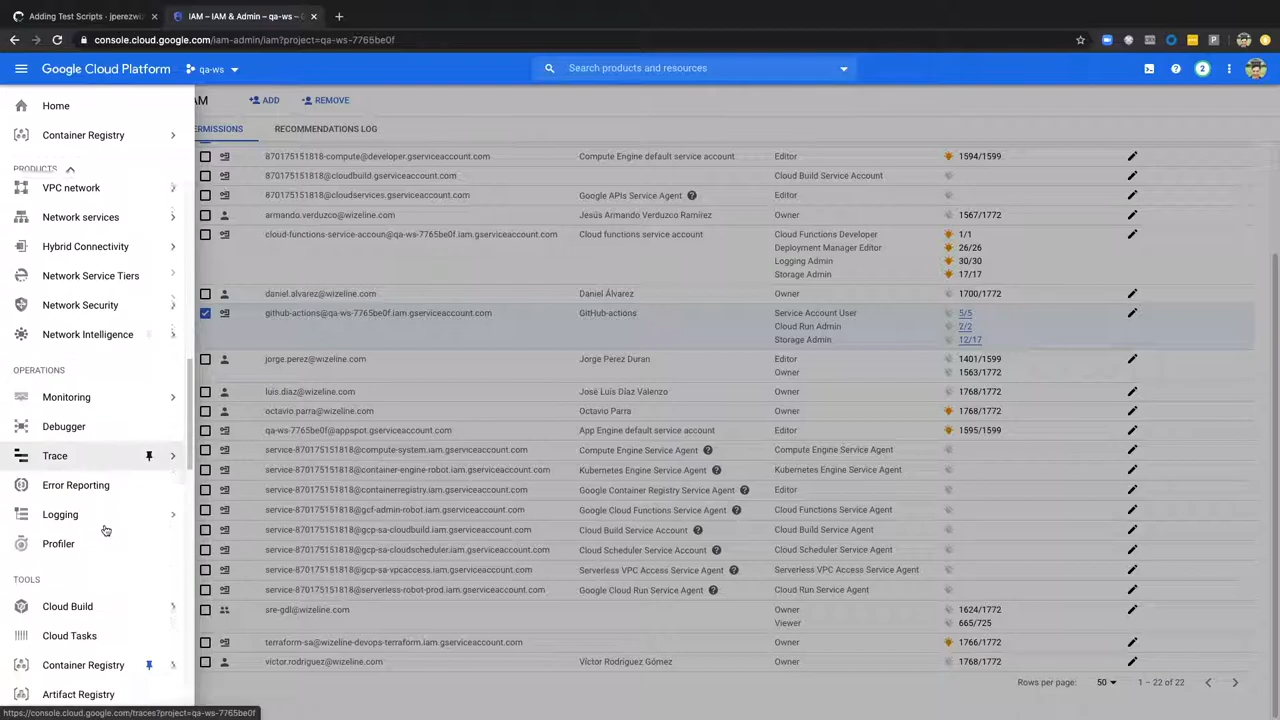 Adding Test Scripts · jperezwi
IAM – IAM & Admin – qa-ws –
console.cloud.google.com/iam-admin/iam?project=qa-ws-7765be0f
Google Cloud Platform
qa-ws
Search products and resources
2
AM
ADD
REMOVE
ERMISSIONS
RECOMMENDATIONS LOG
Home
Container Registry
PRODUCTS
VPC network
Network services
Hybrid Connectivity
Network Service Tiers
Network Security
Network Intelligence
OPERATIONS
Monitoring
Debugger
Trace
Error Reporting
Logging
Profiler
TOOLS
Cloud Build
Cloud Tasks
Container Registry
Artifact Registry
https://console.cloud.google.com/traces?project=qa-ws-7765be0f
870175151818-compute@developer.gserviceaccount.com Compute Engine default service account Editor 1594/1599
870175151818@cloudbuild.gserviceaccount.com Cloud Build Service Account
870175151818@cloudservices.gserviceaccount.com Google APIs Service Agent Editor
armando.verduzco@wizeline.com Jesús Armando Verduzco Ramírez Owner 1567/1772
cloud-functions-service-accoun@qa-ws-7765be0f.iam.gserviceaccount.com Cloud functions service account Cloud Functions Developer 1/1
Deployment Manager Editor 26/26
Logging Admin 30/30
Storage Admin 17/17
daniel.alvarez@wizeline.com Daniel Álvarez Owner 1700/1772
github-actions@qa-ws-7765be0f.iam.gserviceaccount.com GitHub-actions Service Account User 5/5
Cloud Run Admin 2/2
Storage Admin 12/17
jorge.perez@wizeline.com Jorge Perez Duran Editor 1401/1599
Owner 1563/1772
luis.diaz@wizeline.com José Luis Díaz Valenzo Owner 1768/1772
octavio.parra@wizeline.com Octavio Parra Owner 1768/1772
qa-ws-7765be0f@appspot.gserviceaccount.com App Engine default service account Editor 1595/1599
service-870175151818@compute-system.iam.gserviceaccount.com Compute Engine Service Agent Compute Engine Service Agent
service-870175151818@container-engine-robot.iam.gserviceaccount.com Kubernetes Engine Service Agent Kubernetes Engine Service Agent
service-870175151818@containerregistry.iam.gserviceaccount.com Google Container Registry Service Agent Editor
service-870175151818@gcf-admin-robot.iam.gserviceaccount.com Google Cloud Functions Service Agent Cloud Functions Service Agent
service-870175151818@gcp-sa-cloudbuild.iam.gserviceaccount.com Cloud Build Service Account Cloud Build Service Agent
service-870175151818@gcp-sa-cloudscheduler.iam.gserviceaccount.com Cloud Scheduler Service Account Cloud Scheduler Service Agent
service-870175151818@gcp-sa-vpcaccess.iam.gserviceaccount.com Serverless VPC Access Service Agent Serverless VPC Access Service Agent
service-870175151818@serverless-robot-prod.iam.gserviceaccount.com Google Cloud Run Service Agent Cloud Run Service Agent
sre-gdl@wizeline.com Owner 1624/1772
Viewer 665/725
terraform-sa@wizeline-devops-terraform.iam.gserviceaccount.com Owner 1766/1772
victor.rodriguez@wizeline.com Víctor Rodriguez Gómez Owner 1768/1772
Rows per page: 50 1 – 22 of 22